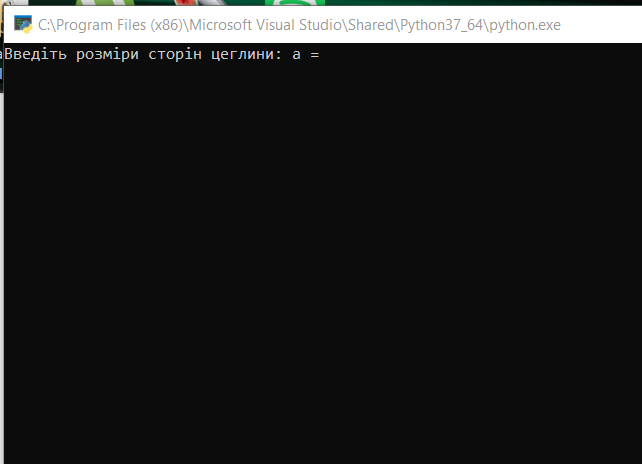 C:\Program Files (x86)\Microsoft Visual Studio\Shared\Python37_64\python.exe
Введіть розміри сторін цеглини: a =